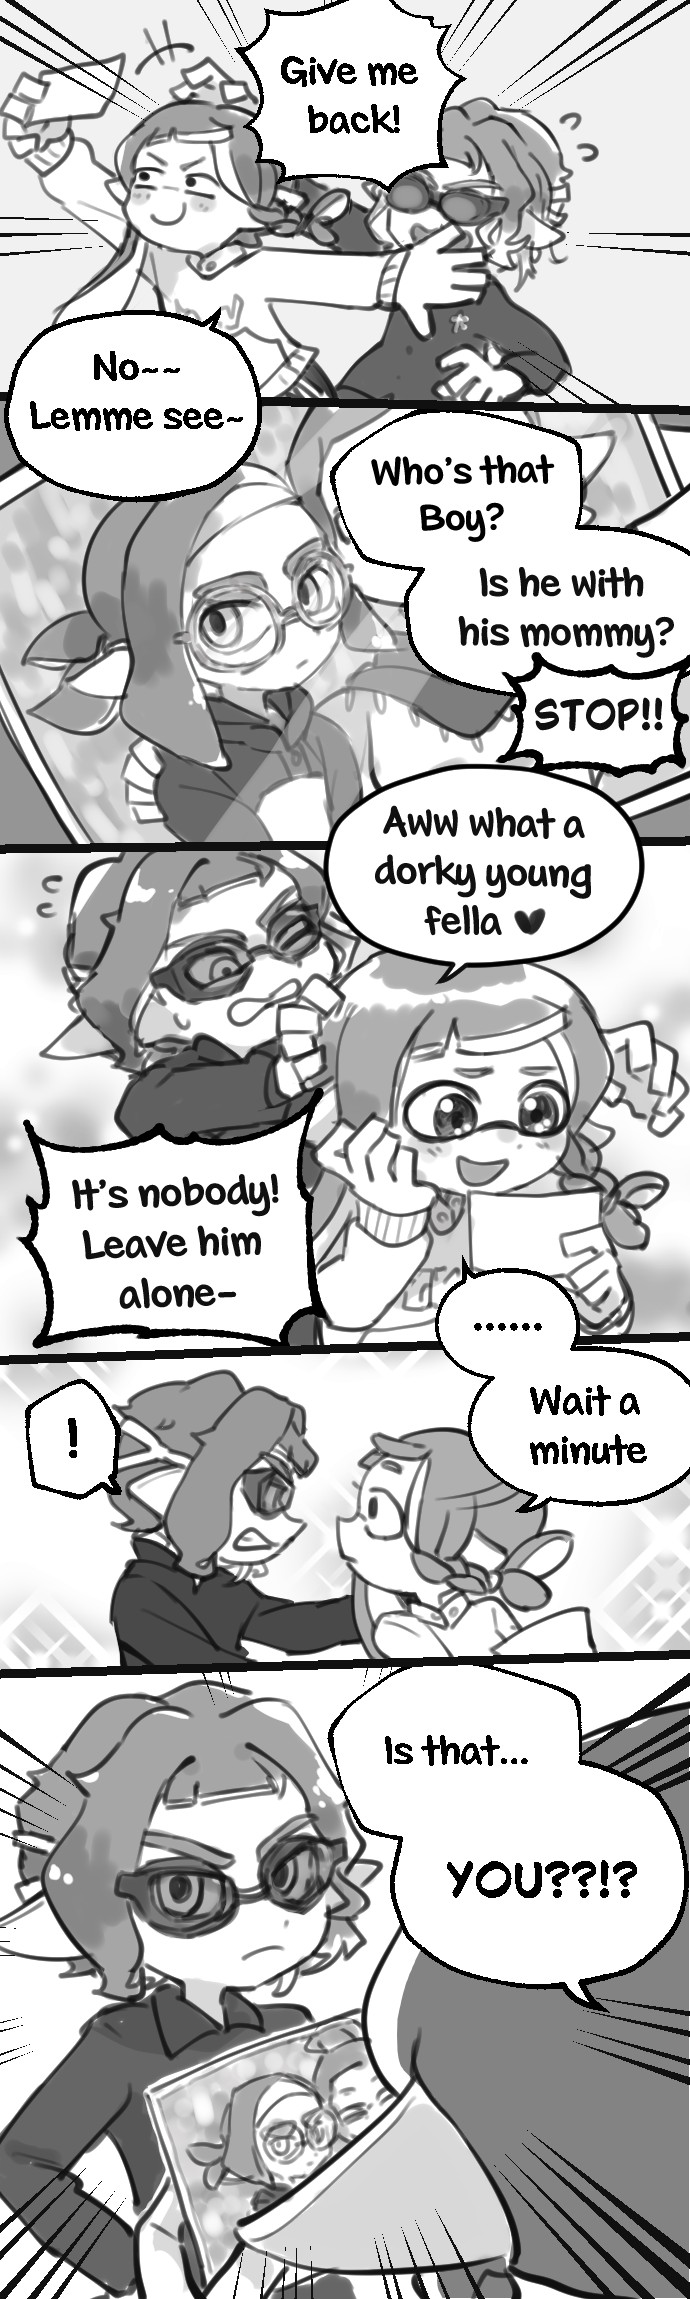 Give me
back!
No~~
Lemme see~
Who's that
Boy?
Is he with
his mommy?
STOP!!
Aww what a
dorky young
fella ♥
It's nobody!
Leave him
alone-
......
Wait a
minute
!
Is that...
YOU??!?